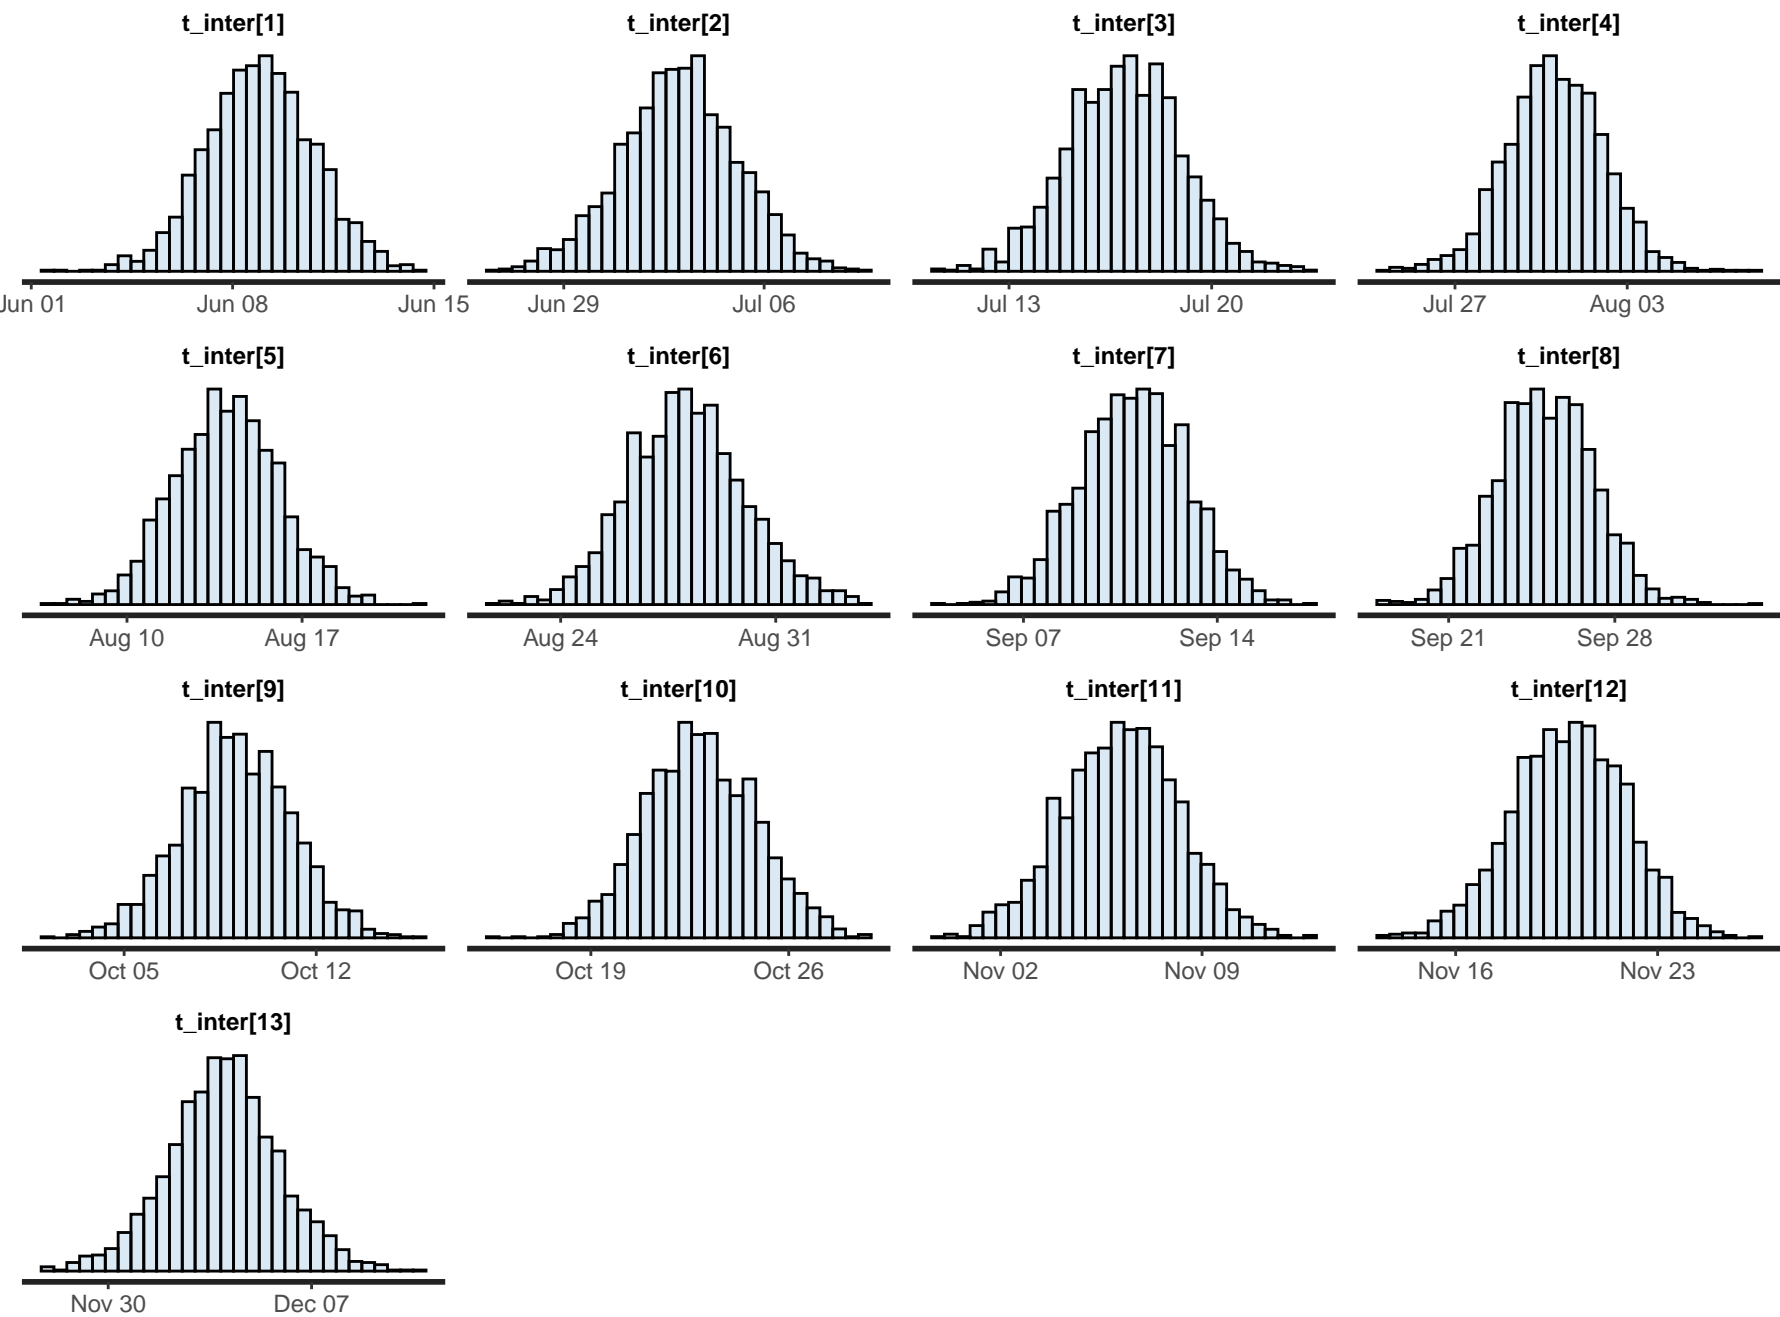 t_inter[1] t_inter[2] t_inter[3] t_inter[4]
Jun 01 Jun 08 Jun 15 Jun 29 Jul 06 Jul 13 Jul 20 Jul 27 Aug 03
t_inter[5] t_inter[6] t_inter[7] t_inter[8]
Aug 10 Aug 17 Aug 24 Aug 31 Sep 07 Sep 14 Sep 21 Sep 28
t_inter[9] t_inter[10] t_inter[11] t_inter[12]
Oct 05 Oct 12 Oct 19 Oct 26 Nov 02 Nov 09 Nov 16 Nov 23
t_inter[13]
Nov 30 Dec 07